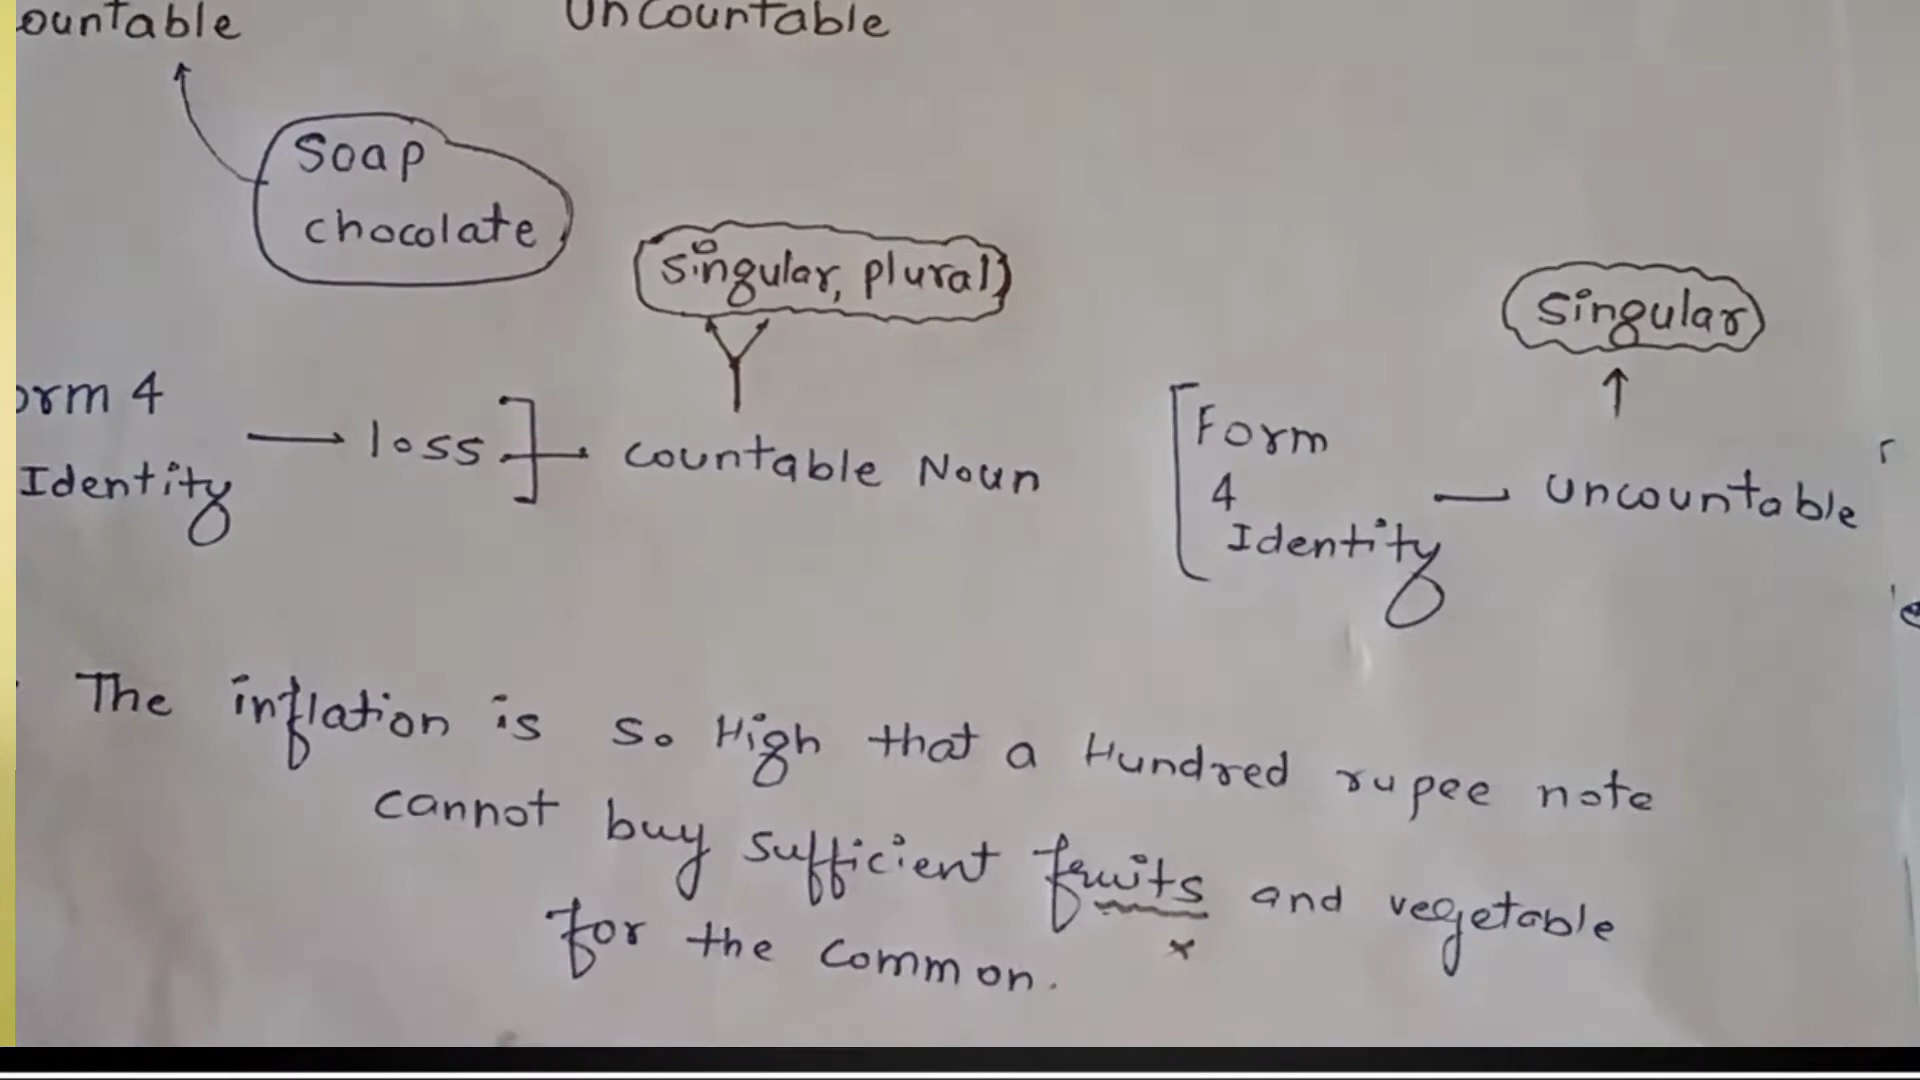 ountable
Uncountable
Soap
chocolate
singular, plural
singular
orm 4
Identity
loss
countable Noun
Form
4
Identity
uncountable
The inflation is so High that a Hundred rupee note
cannot buy sufficient fruits and vegetable
x
for the common.